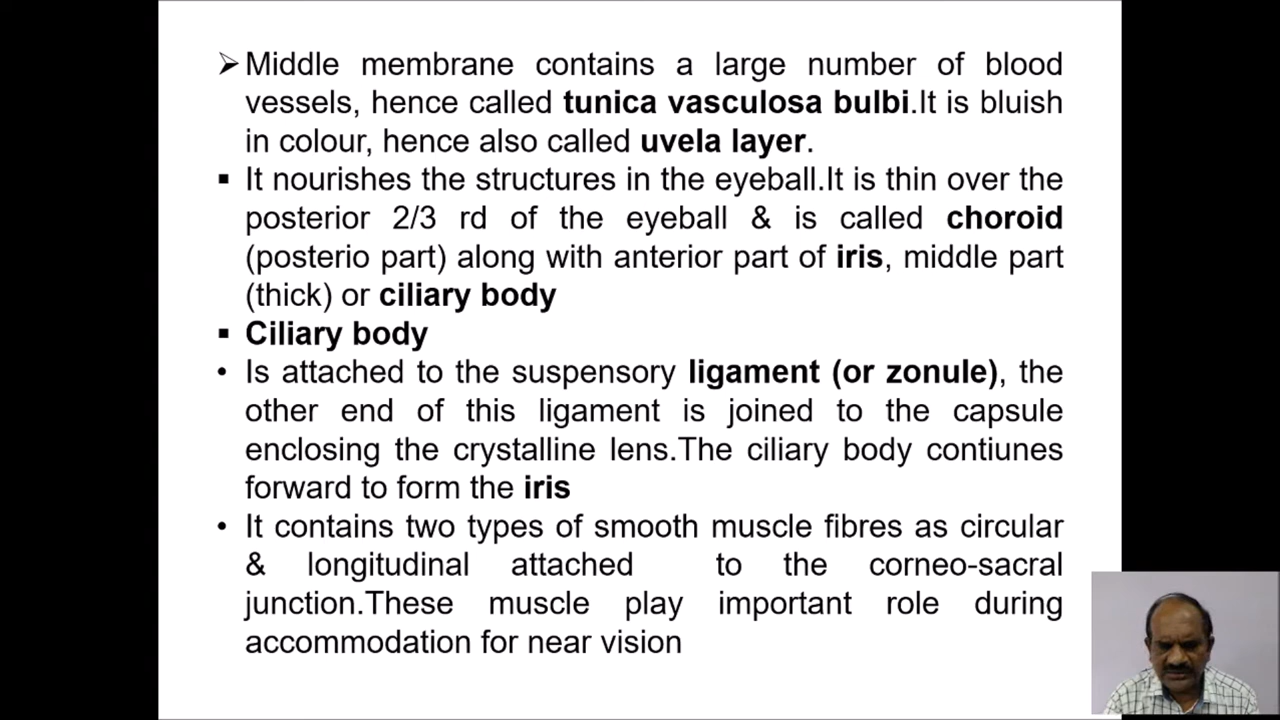 ➢Middle membrane contains a large number of blood
vessels, hence called tunica vasculosa bulbi.It is bluish
in colour, hence also called uvela layer.
▪ It nourishes the structures in the eyeball.It is thin over the
posterior 2/3 rd of the eyeball & is called choroid
(posterio part) along with anterior part of iris, middle part
(thick) or ciliary body
▪ Ciliary body
• Is attached to the suspensory ligament (or zonule), the
other end of this ligament is joined to the capsule
enclosing the crystalline lens.The ciliary body contiunes
forward to form the iris
• It contains two types of smooth muscle fibres as circular
& longitudinal attached to the corneo-sacral
junction.These muscle play important role during
accommodation for near vision